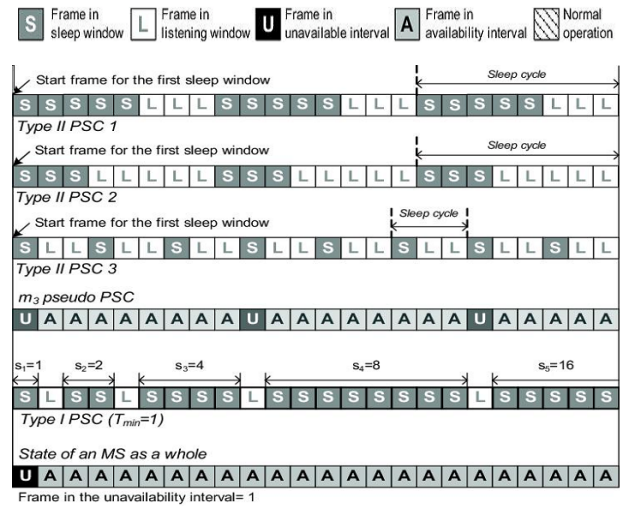 S Frame in sleep window
L Frame in listening window
U Frame in unavailable interval
A Frame in availability interval
Normal operation
Start frame for the first sleep window
Sleep cycle
S S S S S L L L S S S S S L L L S S S S S L L L
Type II PSC 1
Start frame for the first sleep window
Sleep cycle
S S S L L L L L S S S L L L L L S S S L L L L L
Type II PSC 2
Start frame for the first sleep window
Sleep cycle
S L L S L L S L L S L L S L L S L L S L L S L L
Type II PSC 3
m3 pseudo PSC
U A A A A A A A A U A A A A A A A A U A A A A A
s1=1 s2=2 s3=4 s4=8 s5=16
S L S S L S S S S L S S S S S S S S L S S S S S
Type I PSC (Tmin=1)
State of an MS as a whole
U A A A A A A A A A A A A A A A A A A A A A A A
Frame in the unavailability interval= 1